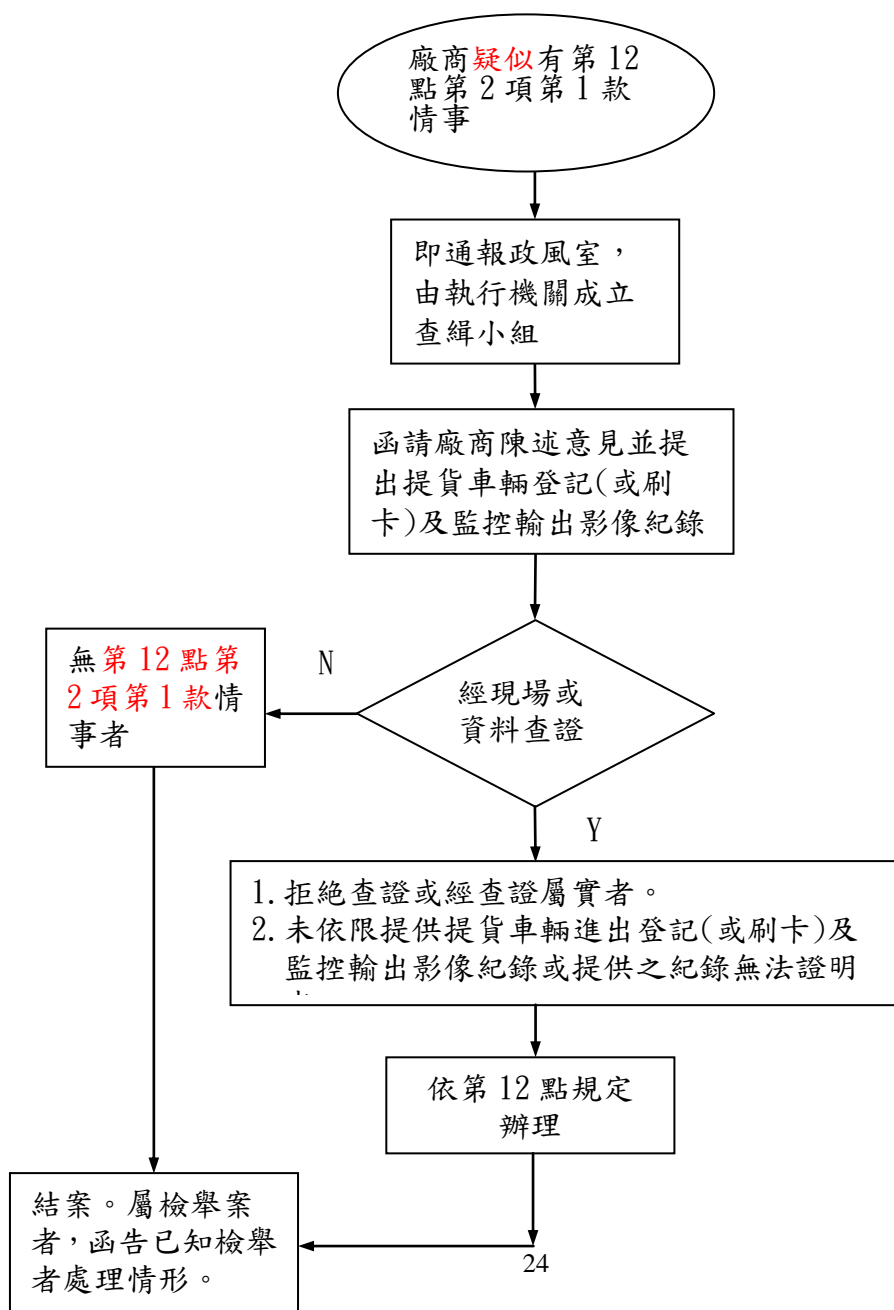 廠商疑似有第 12
點第 2 項第 1 款
情事
即通報政風室，
由執行機關成立
查緝小組
函請廠商陳述意見並提
出提貨車輛登記(或刷
卡)及監控輸出影像紀錄
無第 12 點第
2 項第 1 款情
事者
N
經現場或
資料查證
Y
1. 拒絕查證或經查證屬實者。
2. 未依限提供提貨車輛進出登記(或刷卡)及
監控輸出影像紀錄或提供之紀錄無法證明
依第 12 點規定
辦理
結案。屬檢舉案
者，函告已知檢舉
者處理情形。
24